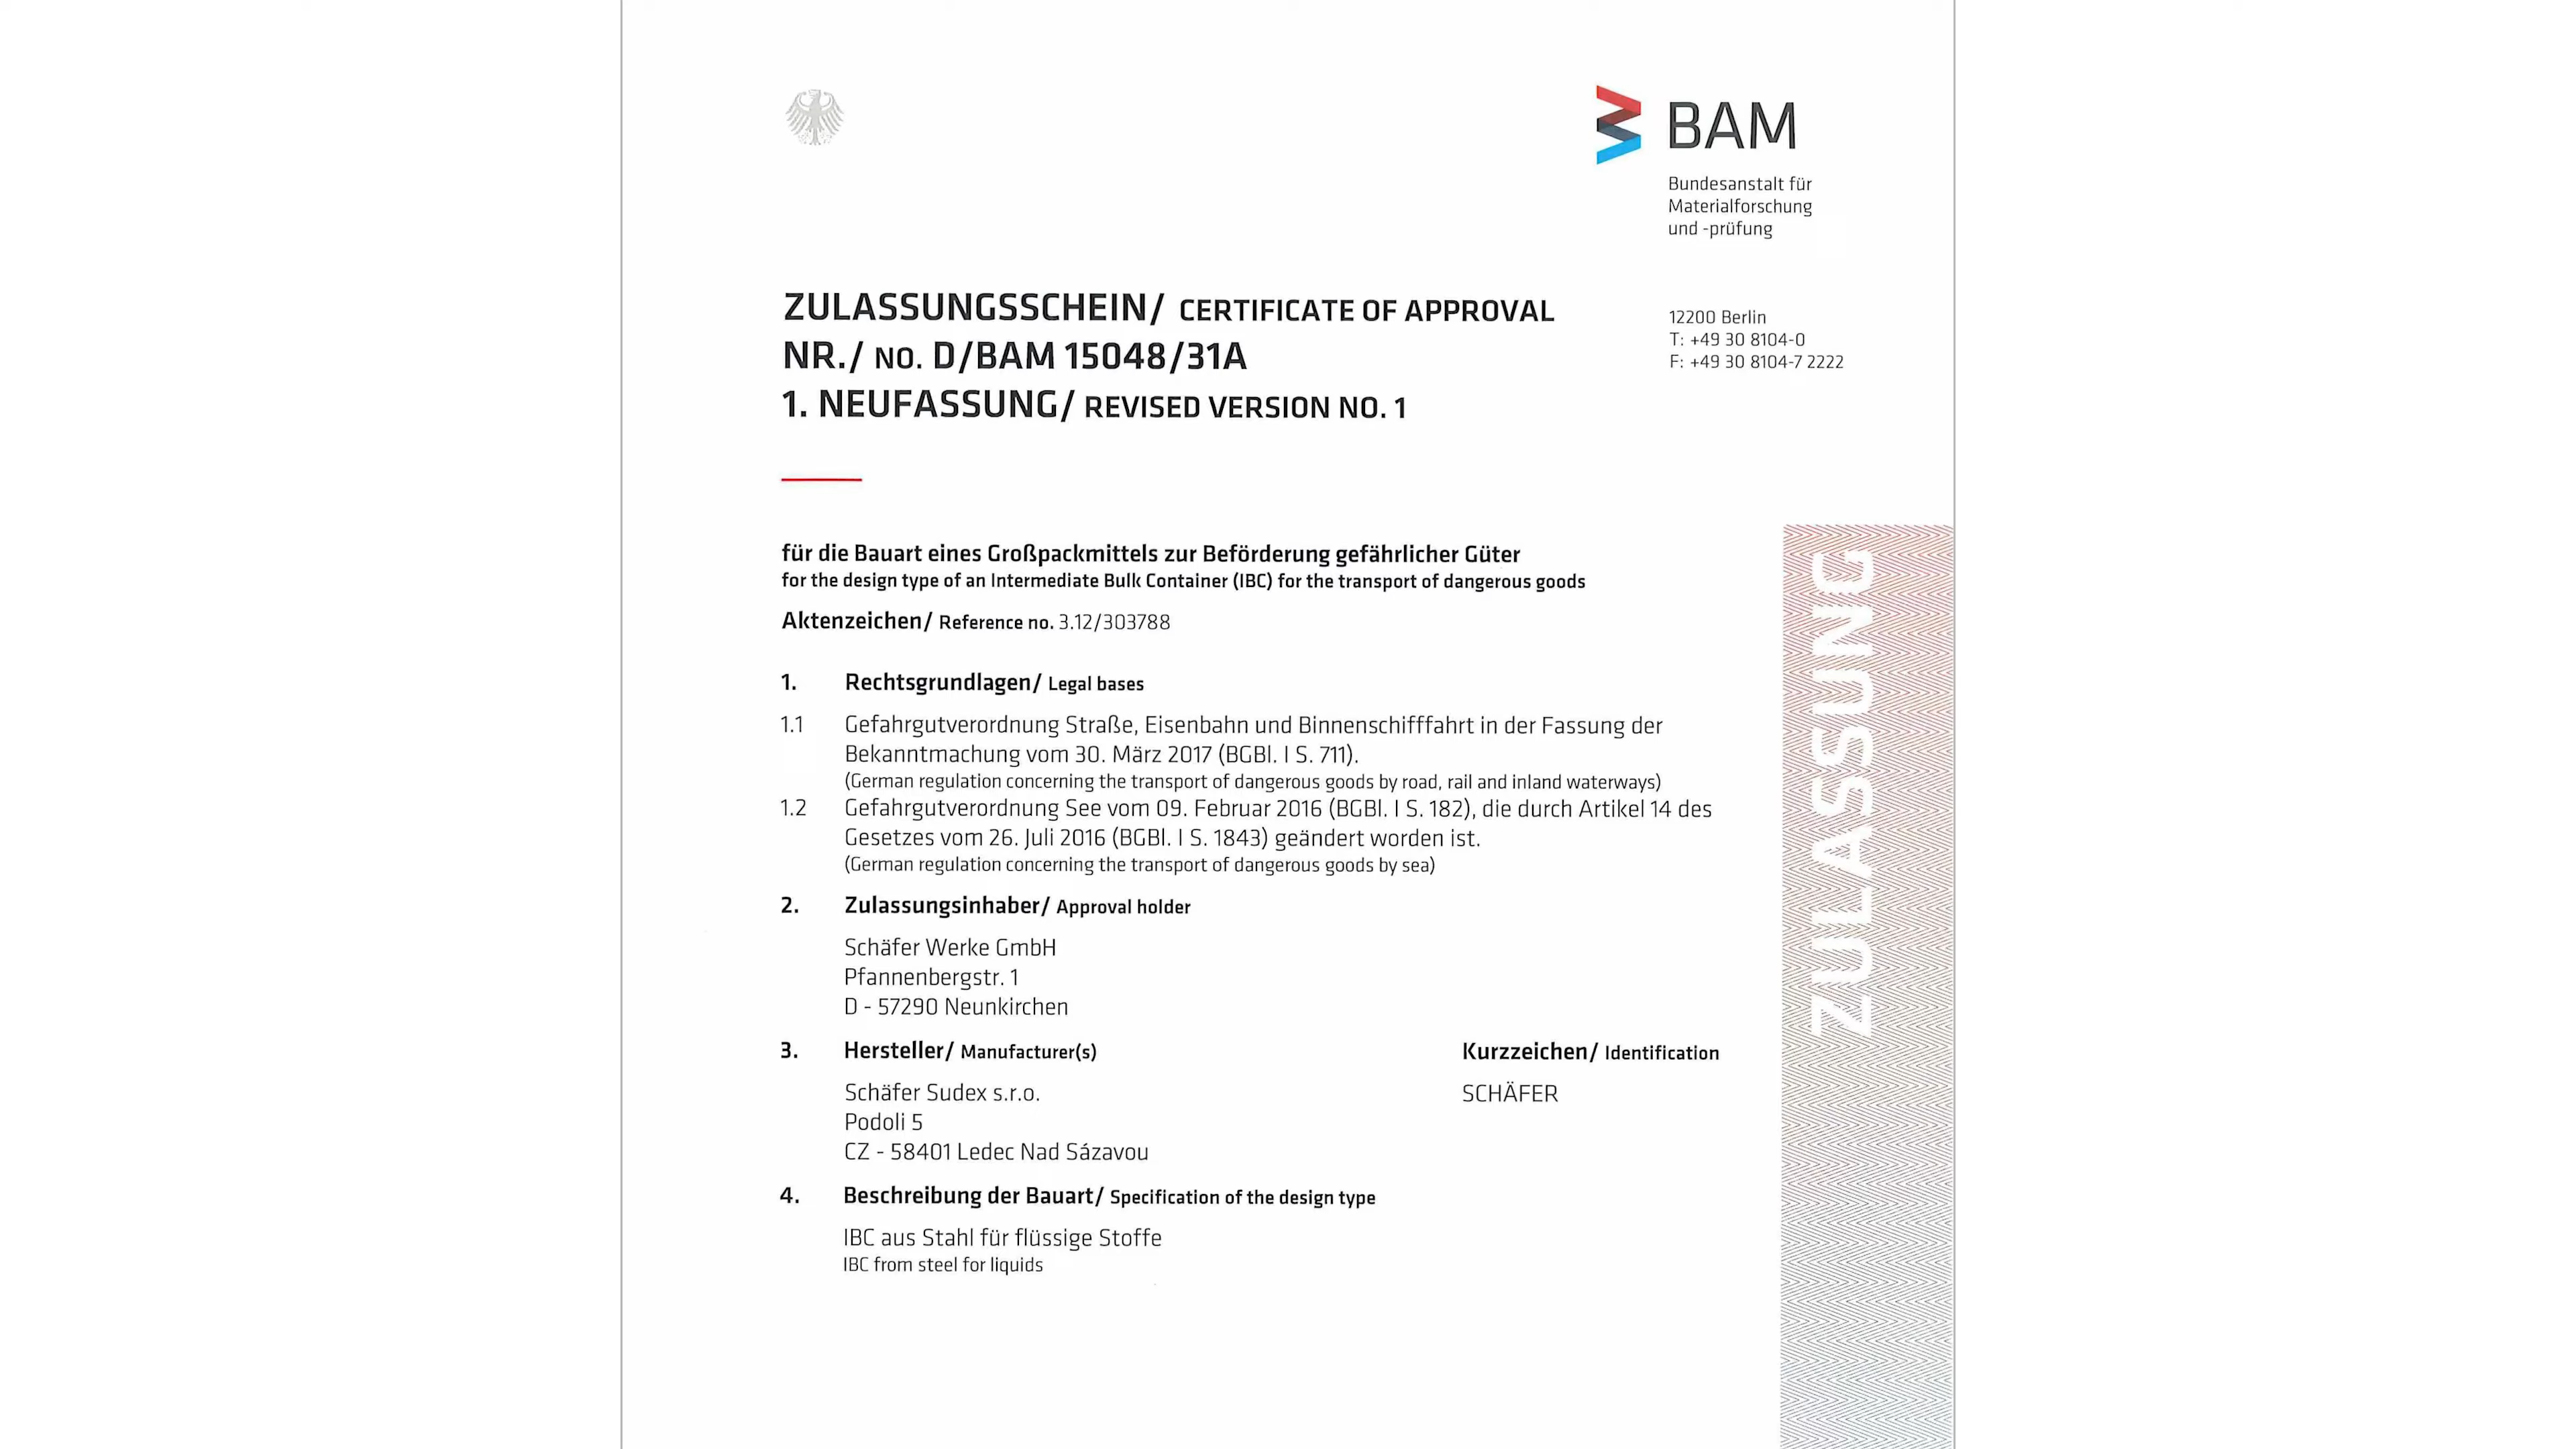 BAM
Bundesanstalt für
Materialforschung
und -prüfung
ZULASSUNGSSCHEIN/ CERTIFICATE OF APPROVAL
NR./ NO. D/BAM 15048/31A
1. NEUFASSUNG/ REVISED VERSION NO. 1
12200 Berlin
T: +49 30 8104-0
F: +49 30 8104-7 2222
für die Bauart eines Großpackmittels zur Beförderung gefährlicher Güter
for the design type of an Intermediate Bulk Container (IBC) for the transport of dangerous goods
Aktenzeichen/ Reference no. 3.12/303788
1. Rechtsgrundlagen/ Legal bases
1.1 Gefahrgutverordnung Straße, Eisenbahn und Binnenschifffahrt in der Fassung der
Bekanntmachung vom 30. März 2017 (BGBl. I S. 711).
(German regulation concerning the transport of dangerous goods by road, rail and inland waterways)
1.2 Gefahrgutverordnung See vom 09. Februar 2016 (BGBl. I S. 182), die durch Artikel 14 des
Gesetzes vom 26. Juli 2016 (BGBl. I S. 1843) geändert worden ist.
(German regulation concerning the transport of dangerous goods by sea)
2. Zulassungsinhaber/ Approval holder
Schäfer Werke GmbH
Pfannenbergstr. 1
D - 57290 Neunkirchen
3. Hersteller/ Manufacturer(s) Kurzzeichen/ Identification
Schäfer Sudex s.r.o. SCHÄFER
Podoli 5
CZ - 58401 Ledec Nad Sázavou
4. Beschreibung der Bauart/ Specification of the design type
IBC aus Stahl für flüssige Stoffe
IBC from steel for liquids
ZULASSUNG